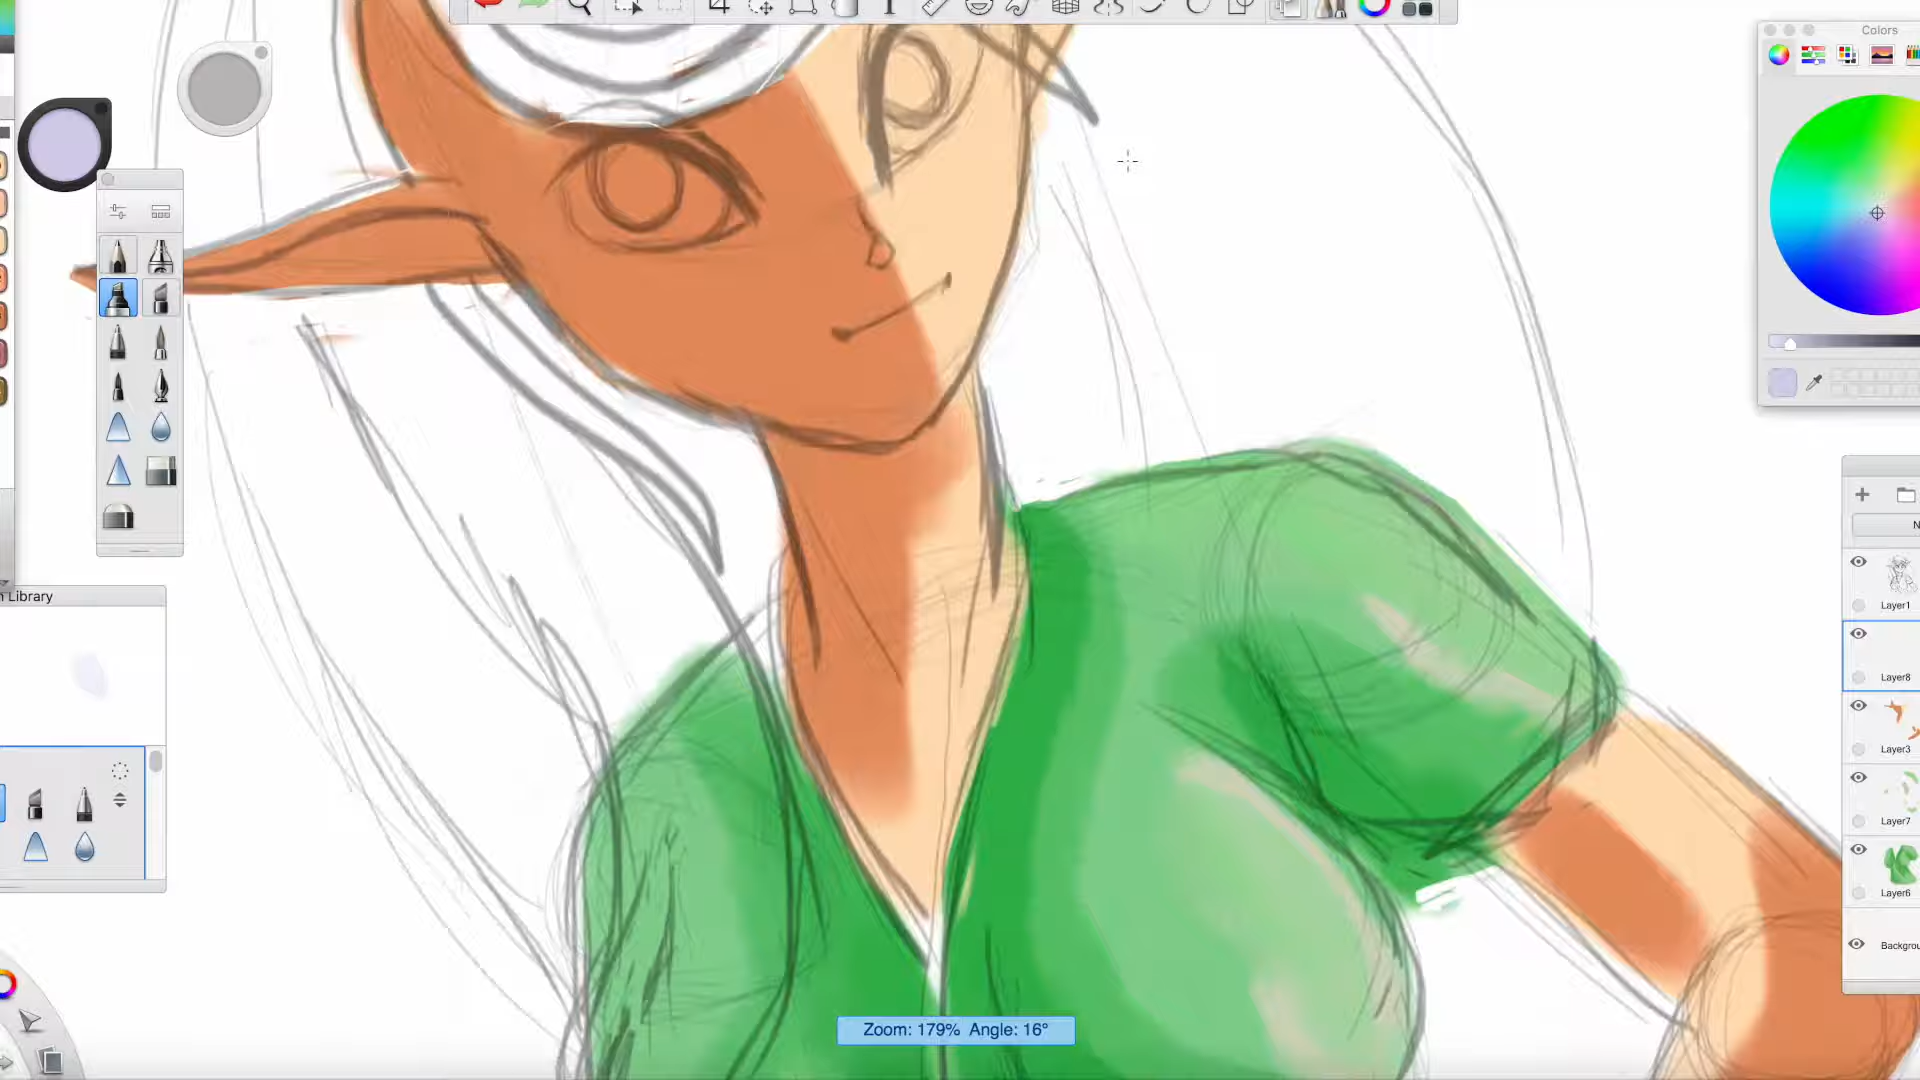 Colors
Library
N
Layer1
Layer8
Layer3
Layer7
Layer6
Backgrou
Zoom: 179% Angle: 16°